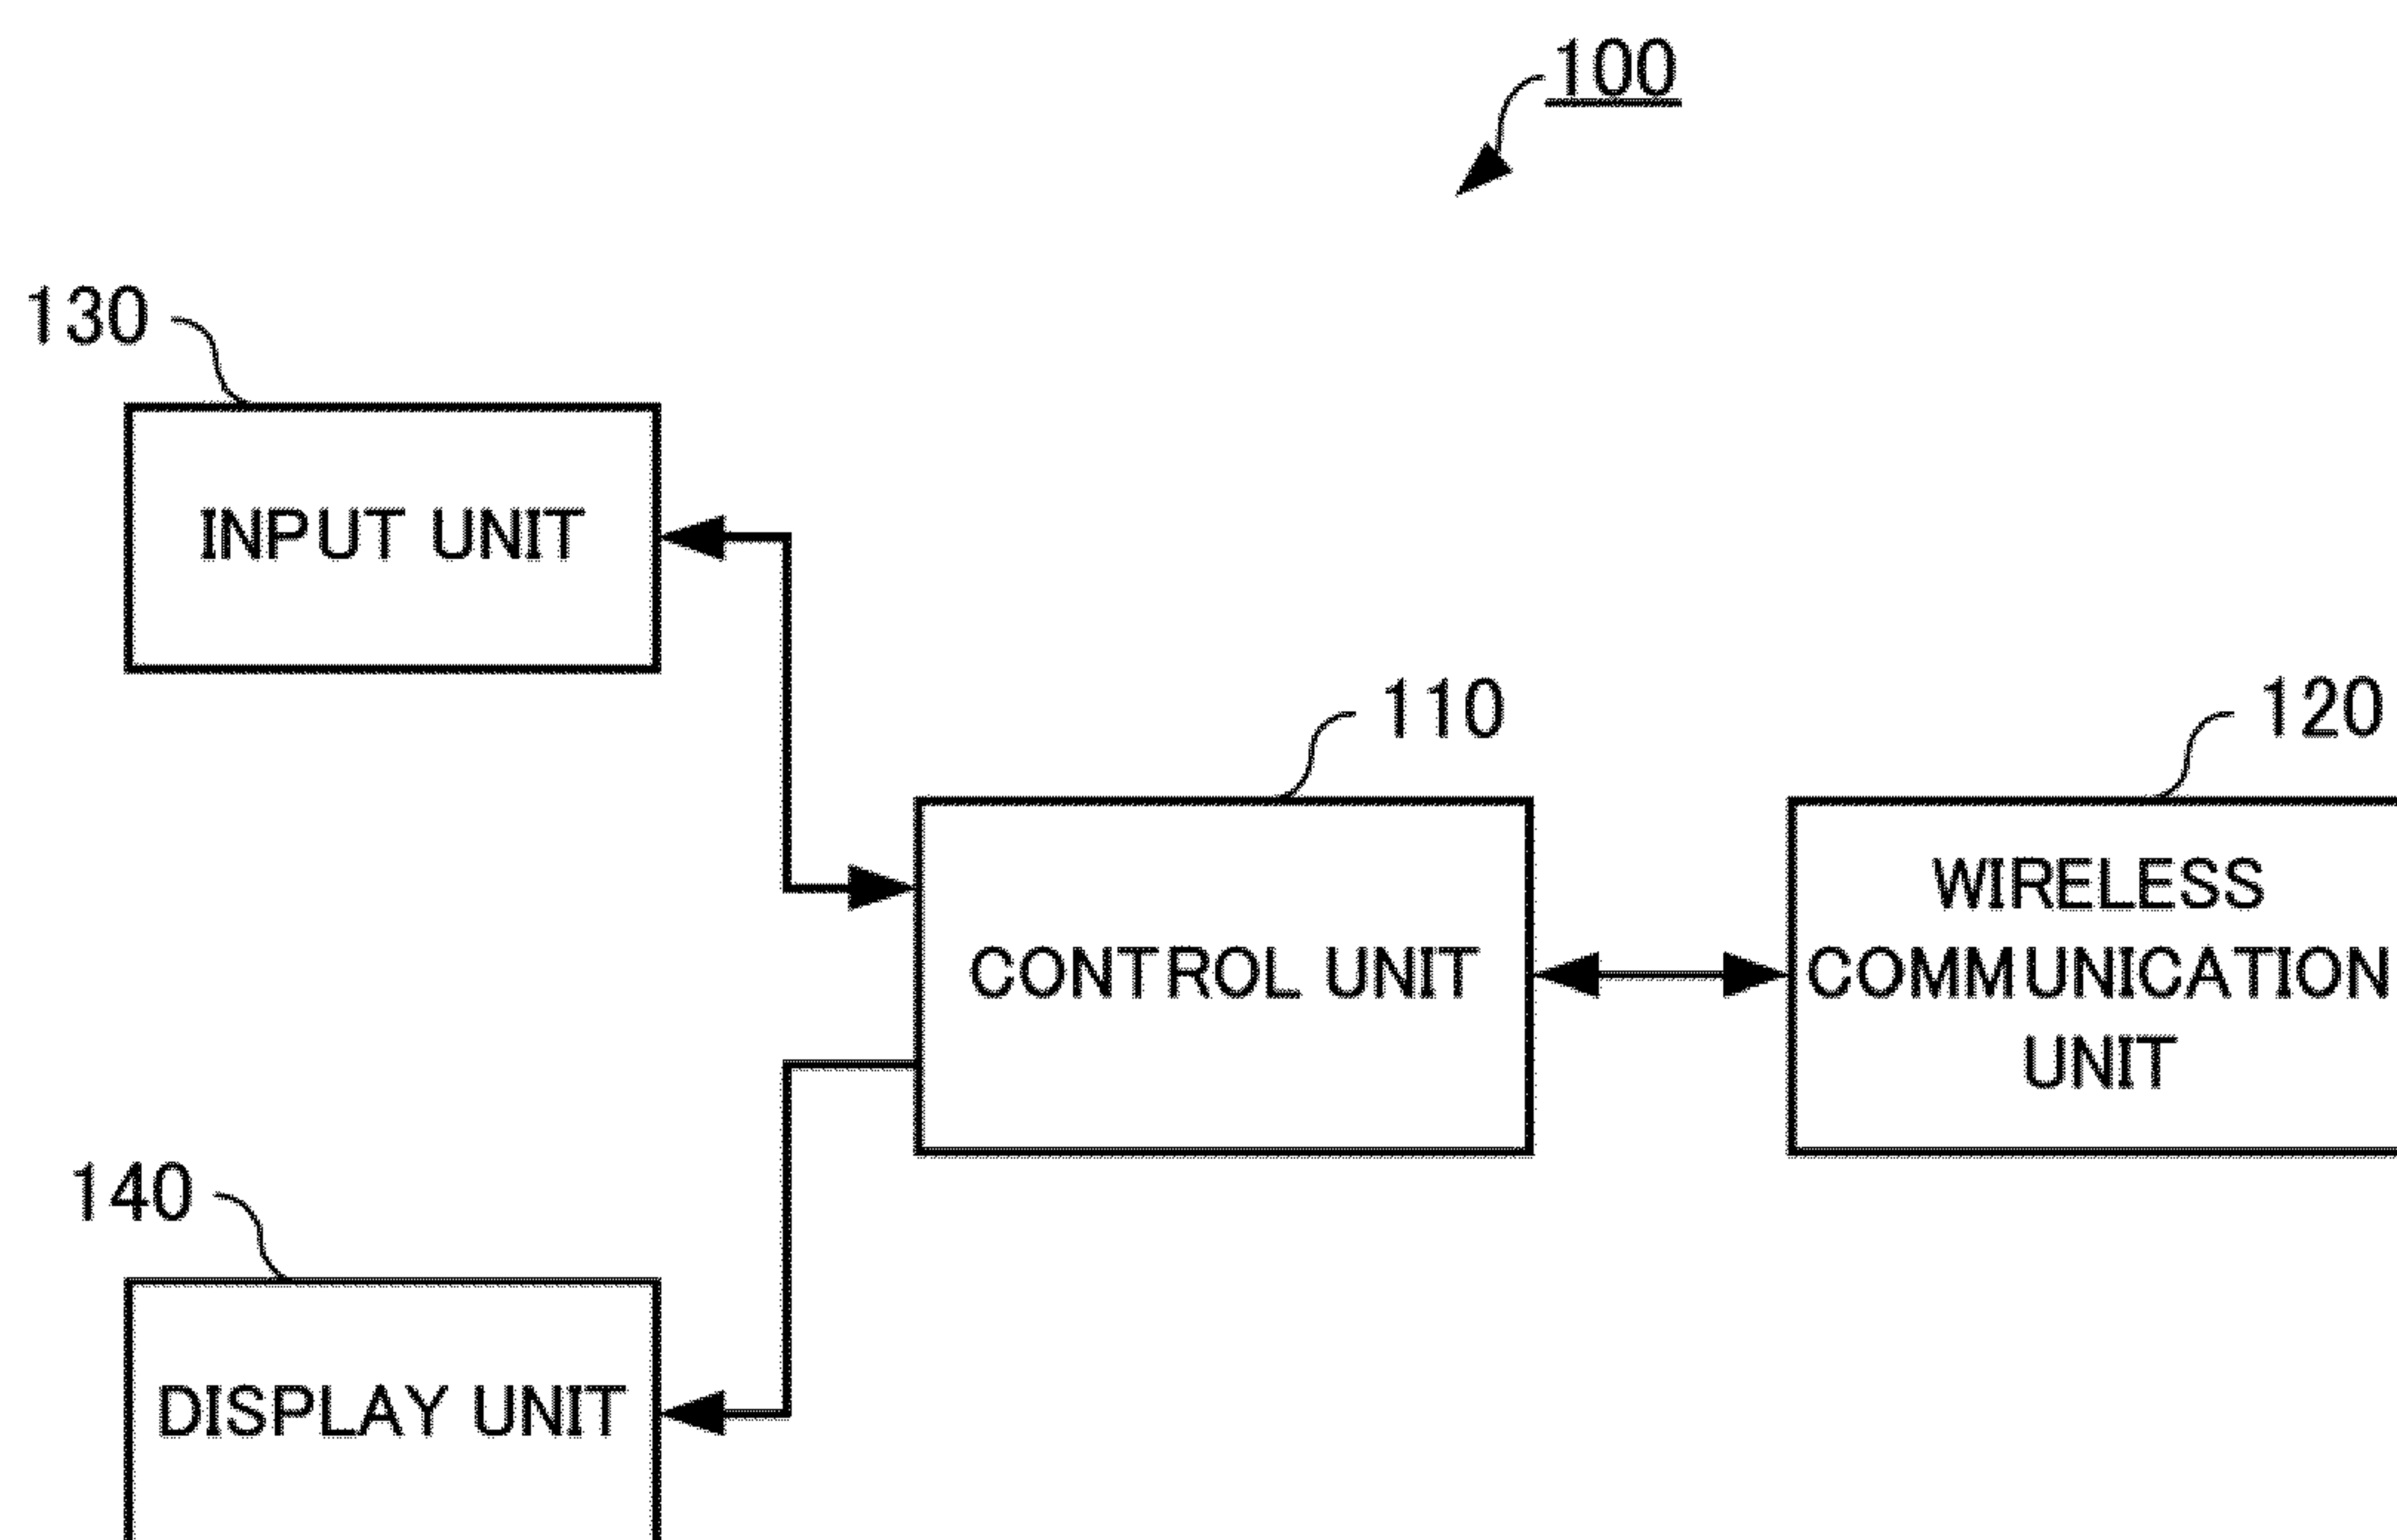 100
130
INPUT UNIT
110
120
CONTROL UNIT
WIRELESS
COMMUNICATION
UNIT
140
DISPLAY UNIT